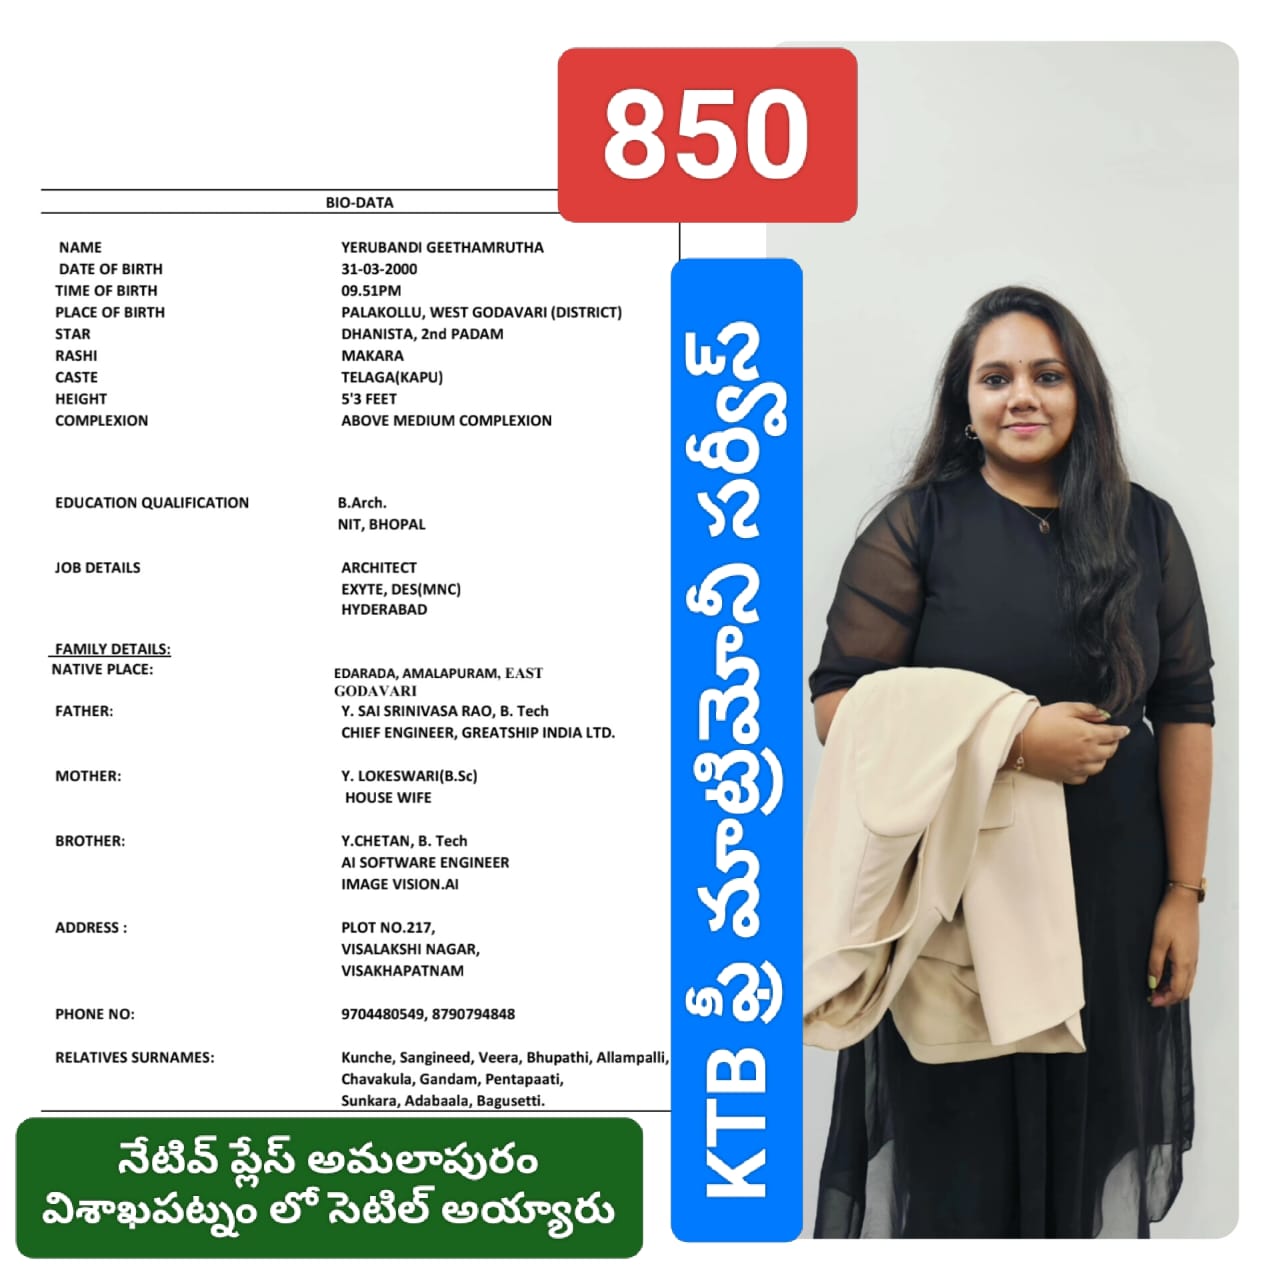 850
BIO-DATA
NAME YERUBANDI GEETHAMRUTHA
DATE OF BIRTH 31-03-2000
TIME OF BIRTH 09.51PM
PLACE OF BIRTH PALAKOLLU, WEST GODAVARI (DISTRICT)
STAR DHANISTA, 2nd PADAM
RASHI MAKARA
CASTE TELAGA(KAPU)
HEIGHT 5'3 FEET
COMPLEXION ABOVE MEDIUM COMPLEXION
EDUCATION QUALIFICATION B.Arch.
NIT, BHOPAL
JOB DETAILS ARCHITECT
EXYTE, DES(MNC)
HYDERABAD
FAMILY DETAILS:
NATIVE PLACE: EDARADA, AMALAPURAM, EAST
GODAVARI
FATHER: Y. SAI SRINIVASA RAO, B. Tech
CHIEF ENGINEER, GREATSHIP INDIA LTD.
MOTHER: Y. LOKESWARI(B.Sc)
HOUSE WIFE
BROTHER: Y.CHETAN, B. Tech
AI SOFTWARE ENGINEER
IMAGE VISION.AI
ADDRESS : PLOT NO.217,
VISALAKSHI NAGAR,
VISAKHAPATNAM
PHONE NO: 9704480549, 8790794848
RELATIVES SURNAMES: Kunche, Sangineed, Veera, Bhupathi, Allampalli,
Chavakula, Gandam, Pentapaati,
Sunkara, Adabaala, Bagusetti.
KTB ఫ్రీ మాట్రిమోనీ సర్వీస్
నేటివ్ ప్లేస్ అమలాపురం
విశాఖపట్నం లో సెటిల్ అయ్యారు